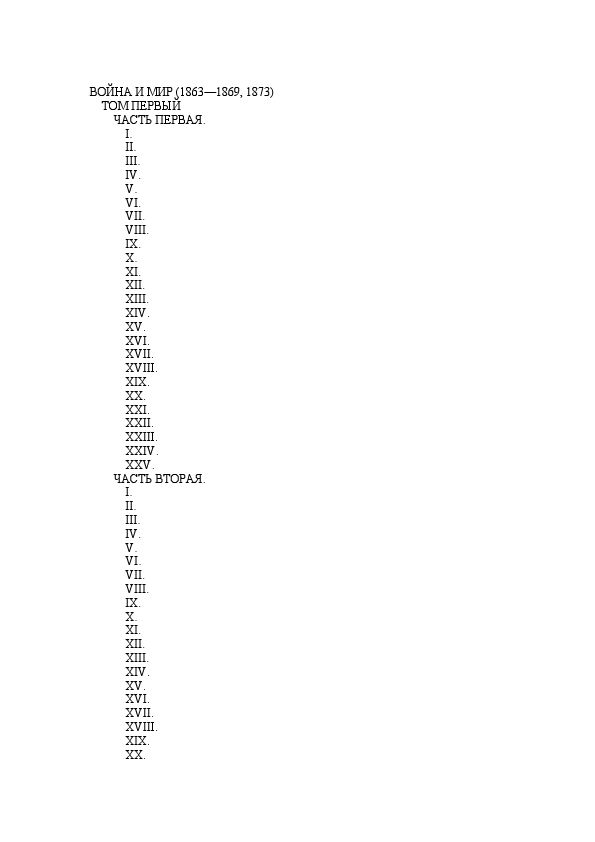 ВОЙНА И МИР (1863—1869, 1873)
ТОМ ПЕРВЫЙ
ЧАСТЬ ПЕРВАЯ.
I.
II.
III.
IV.
V.
VI.
VII.
VIII.
IX.
X.
XI.
XII.
XIII.
XIV.
XV.
XVI.
XVII.
XVIII.
XIX.
XX.
XXI.
XXII.
XXIII.
XXIV.
XXV.
ЧАСТЬ ВТОРАЯ.
I.
II.
III.
IV.
V.
VI.
VII.
VIII.
IX.
X.
XI.
XII.
XIII.
XIV.
XV.
XVI.
XVII.
XVIII.
XIX.
XX.